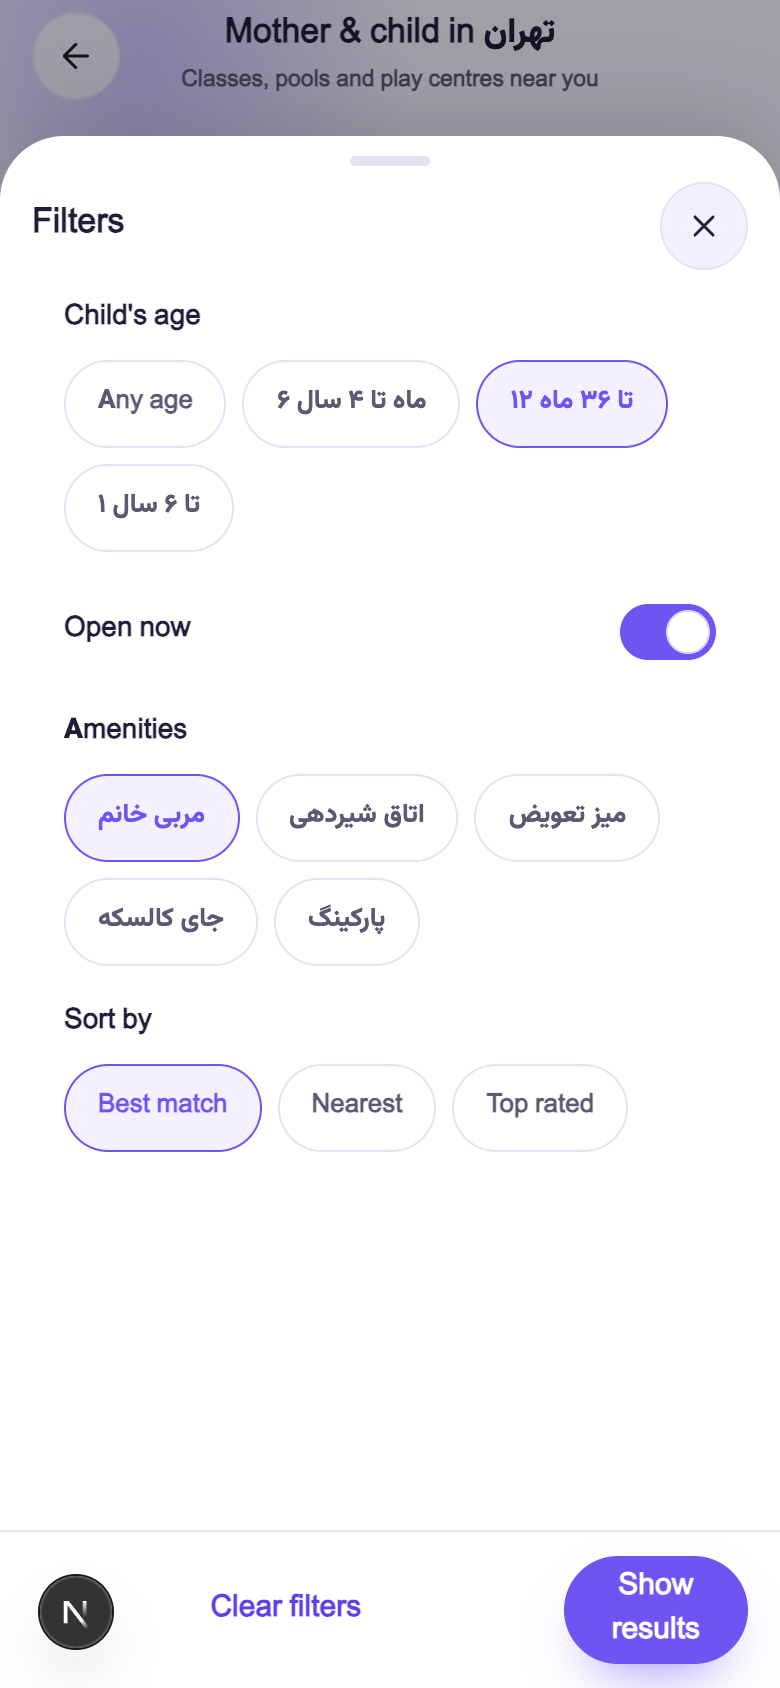 Mother & child in تهران
Classes, pools and play centres near you
Filters
Child's age
Any age
۶ ماه تا ۴ سال
۱۲ تا ۳۶ ماه
۱ تا ۶ سال
Open now
Amenities
مربی خانم
اتاق شیردهی
میز تعویض
جای کالسکه
پارکینگ
Sort by
Best match
Nearest
Top rated
N
Clear filters
Show
results